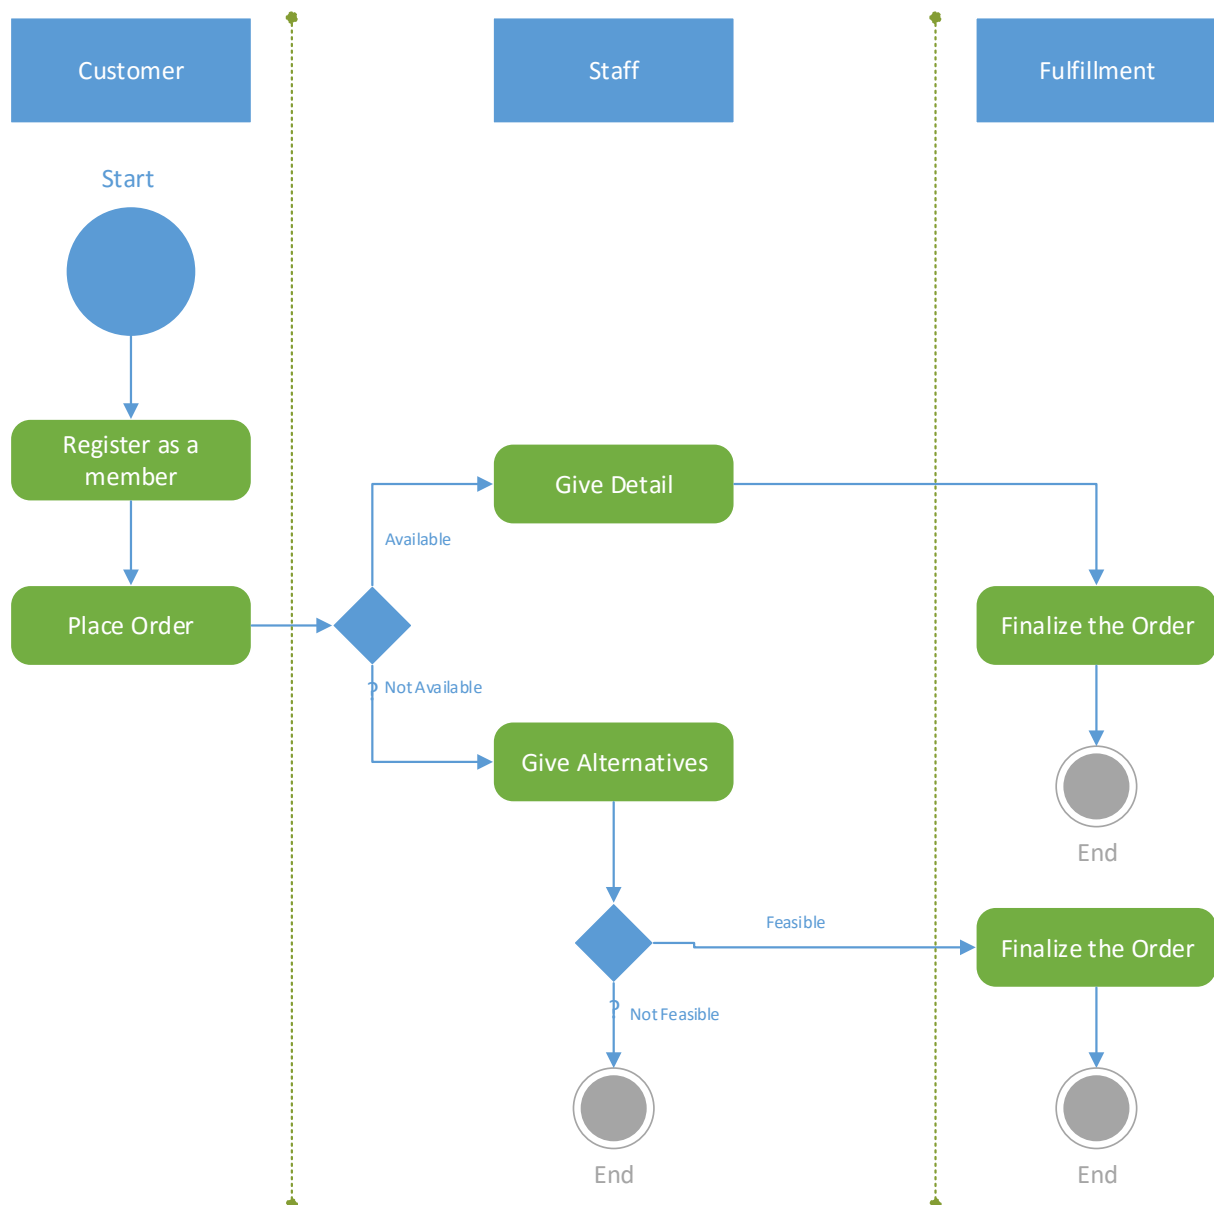 Customer
Staff
Fulfillment
Start
Register as a
member
Give Detail
Available
Place Order
Finalize the Order
? Not Available
Give Alternatives
End
Feasible
Finalize the Order
? Not Feasible
End
End